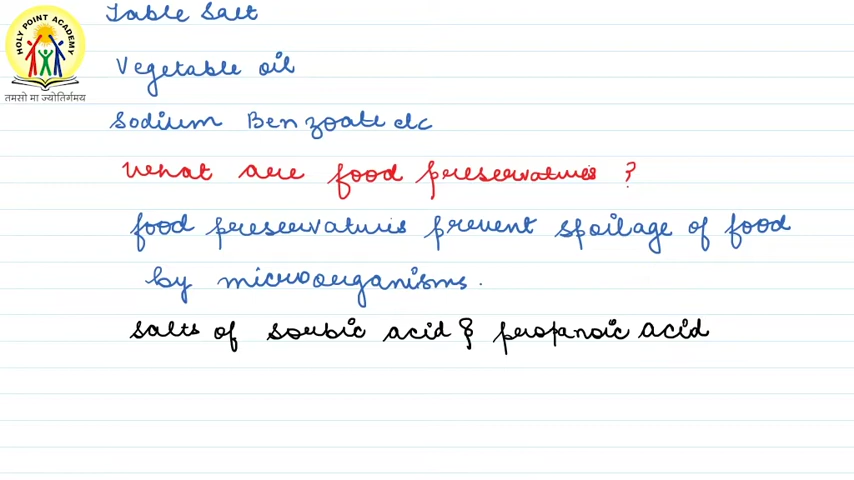 HOLY POINT ACADEMY
तमसो मा ज्योतिर्गमय
Table Salt
Vegetable oil
Sodium Benzoate etc
What are food preservatives ?
food preservatives prevent spoilage of food
by microorganisms.
salts of sorbic acid & propanoic acid